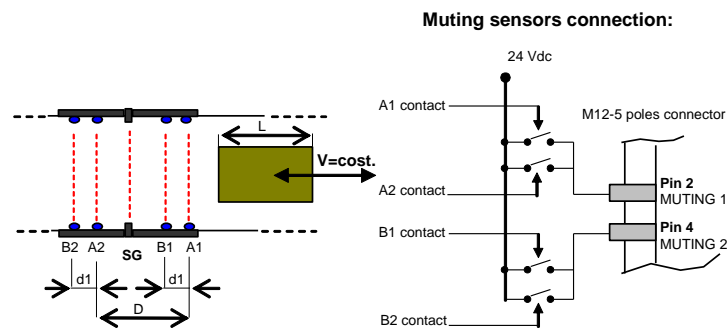 Muting sensors connection:
24 Vdc
A1 contact
M12-5 poles connector
L
V=cost.
Pin 2
MUTING 1
A2 contact
Pin 4
MUTING 2
B1 contact
B2 A2 SG B1 A1
d1 d1
D
B2 contact